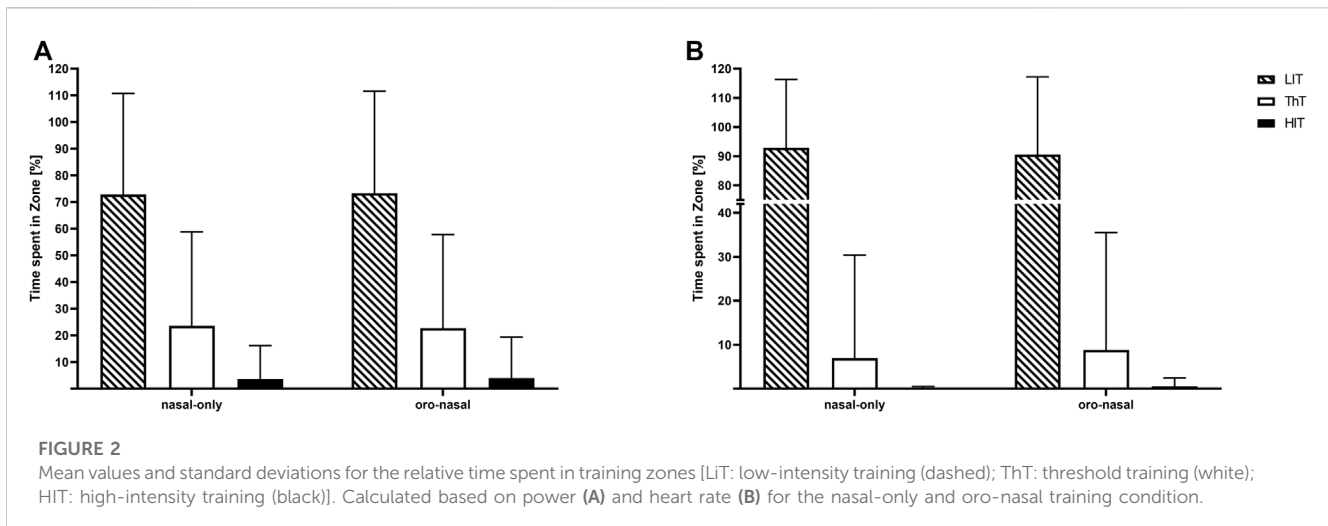 A
Time spent in Zone [%]
120
110
100
90
80
70
60
50
40
30
20
10
nasal-only
oro-nasal
B
Time spent in Zone [%]
120
110
100
90
80
40
30
20
10
nasal-only
oro-nasal
LIT
ThT
HIT
FIGURE 2
Mean values and standard deviations for the relative time spent in training zones [LiT: low-intensity training (dashed); ThT: threshold training (white);
HIT: high-intensity training (black)]. Calculated based on power (A) and heart rate (B) for the nasal-only and oro-nasal training condition.